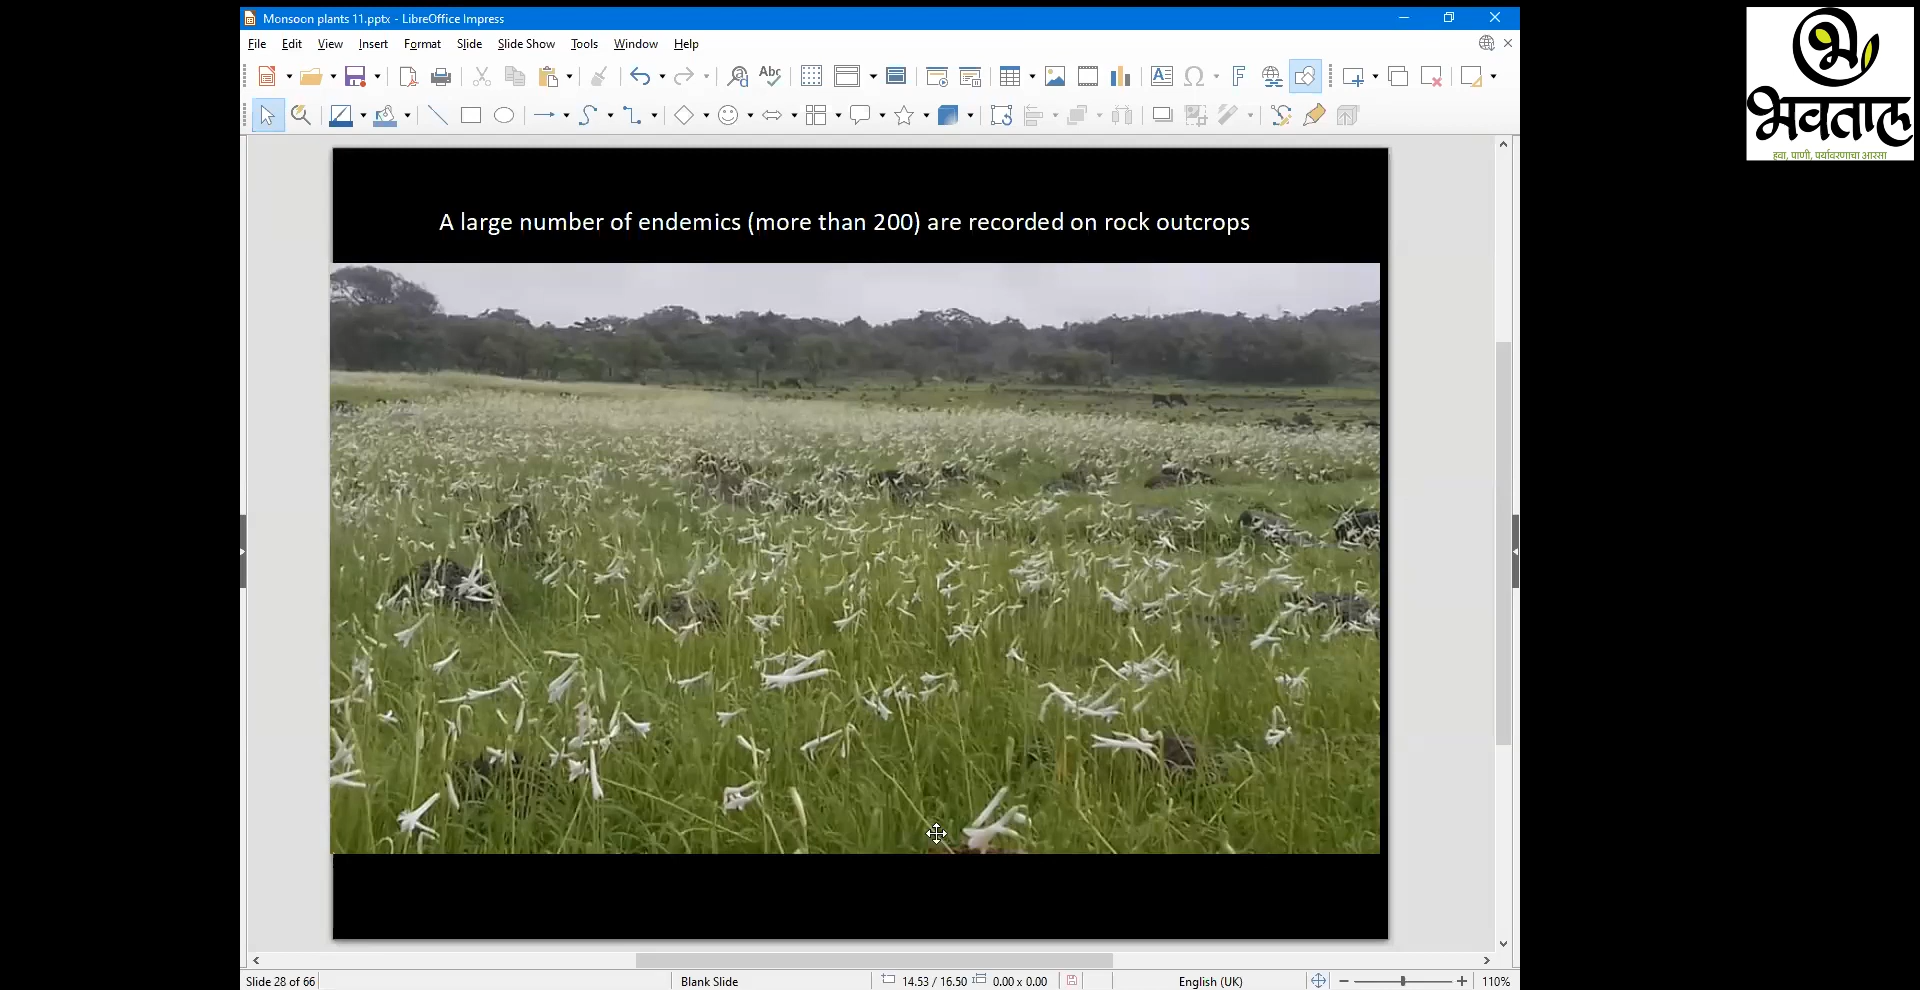 Monsoon plants 11.pptx - LibreOffice Impress
File Edit View Insert Format Slide Slide Show Tools Window Help
Abc
A large number of endemics (more than 200) are recorded on rock outcrops
Slide 28 of 66
Blank Slide
14.53 / 16.50
0.00 x 0.00
English (UK)
110%
भ
भवताल
हवा, पाणी, पर्यावरणाचा आरसा